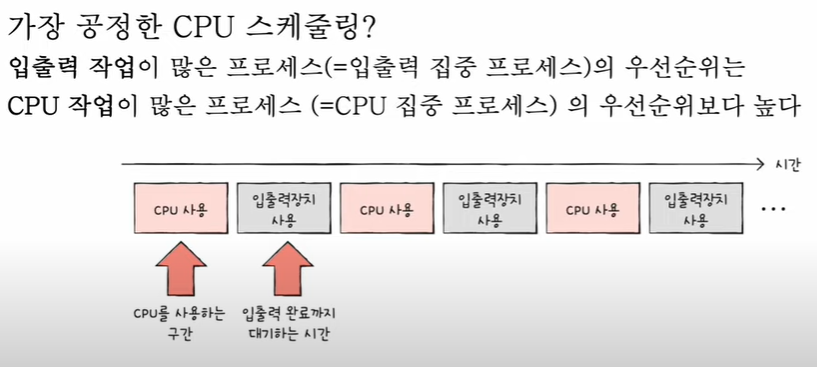 가장 공정한 CPU 스케줄링?
입출력 작업이 많은 프로세스(=입출력 집중 프로세스)의 우선순위는
CPU 작업이 많은 프로세스 (=CPU 집중 프로세스) 의 우선순위보다 높다
시간
CPU 사용
입출력장치
사용
CPU 사용
입출력장치
사용
CPU 사용
입출력장치
사용
...
CPU를 사용하는
구간
입출력 완료까지
대기하는 시간